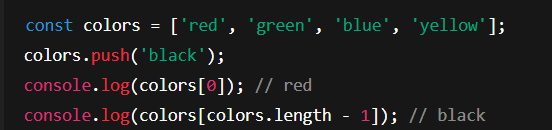 const colors = ['red', 'green', 'blue', 'yellow'];
colors.push('black');
console.log(colors[0]); // red
console.log(colors[colors.length - 1]); // black